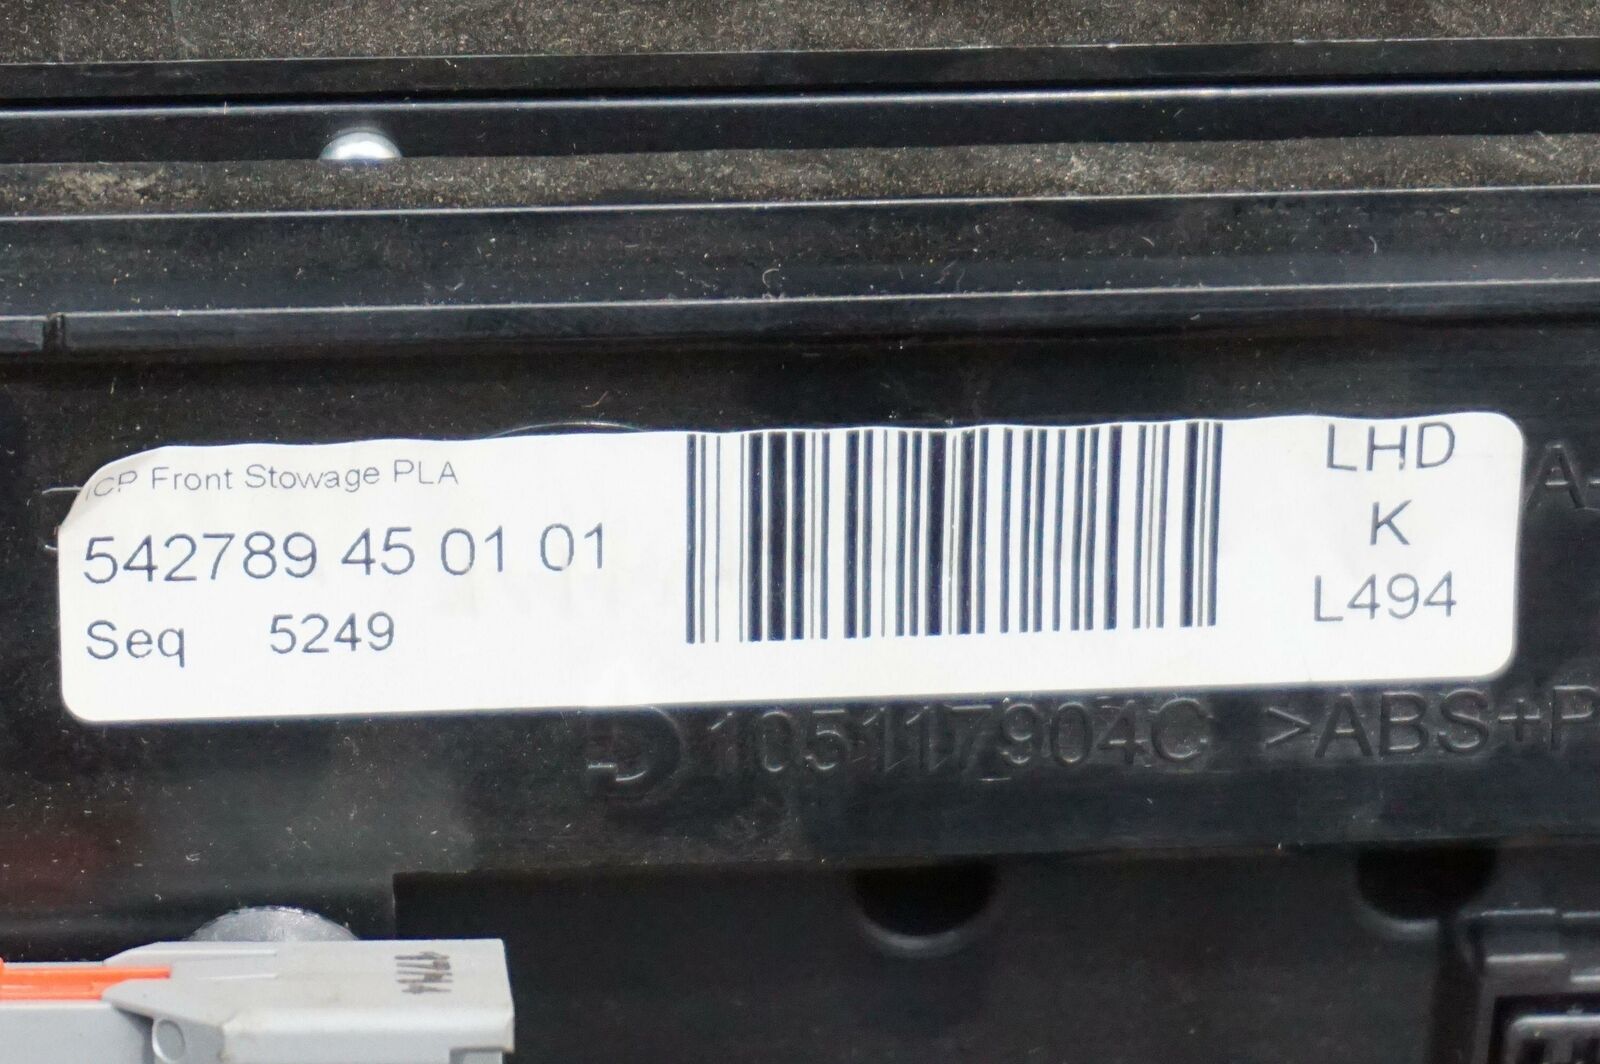 ICP Front Stowage PLA
542789 45 01 01
Seq 5249
LHD
K
L494
105117904C >ABS+P